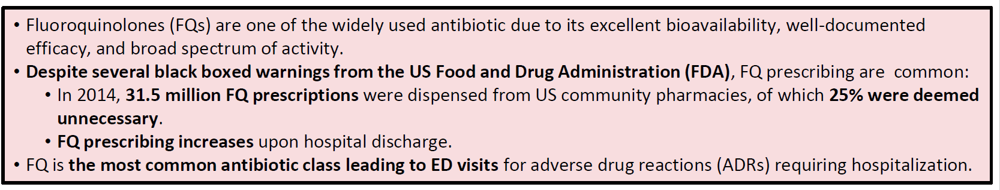 • Fluoroquinolones (FQs) are one of the widely used antibiotic due to its excellent bioavailability, well-documented
efficacy, and broad spectrum of activity.
• Despite several black boxed warnings from the US Food and Drug Administration (FDA), FQ prescribing are  common:
• In 2014, 31.5 million FQ prescriptions were dispensed from US community pharmacies, of which 25% were deemed
unnecessary.
• FQ prescribing increases upon hospital discharge.
• FQ is the most common antibiotic class leading to ED visits for adverse drug reactions (ADRs) requiring hospitalization.